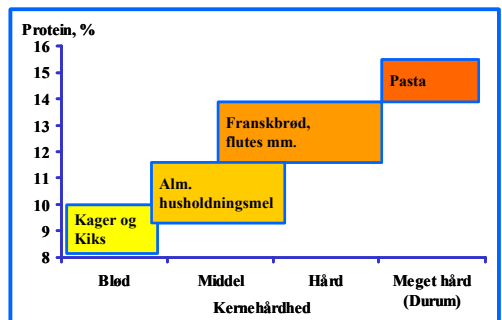 Protein, %
16
15
14
13
12
11
10
9
8
Pasta
Franskbrød,
flutes mm.
Alm.
husholdningsmel
Kager og
Kiks
Blød Middel Hård Meget hård
(Durum)
Kernehårdhed